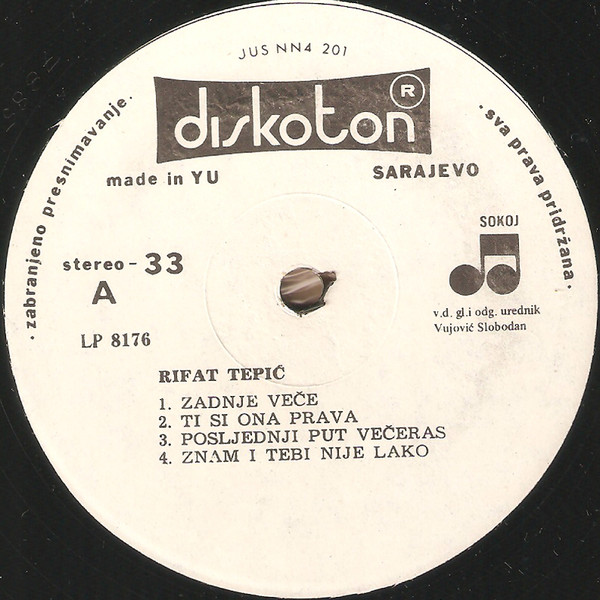 JUS NN4 201
diskoton ®
made in YU
SARAJEVO
· zabranjeno presnimavanje ·
· sva prava pridržana ·
SOKOJ
stereo - 33
A
LP 8176
v.d. gl.i odg. urednik
Vujović Slobodan
RIFAT TEPIĆ
1. ZADNJE VEČE
2. TI SI ONA PRAVA
3. POSLJEDNJI PUT VEČERAS
4. ZNAM I TEBI NIJE LAKO